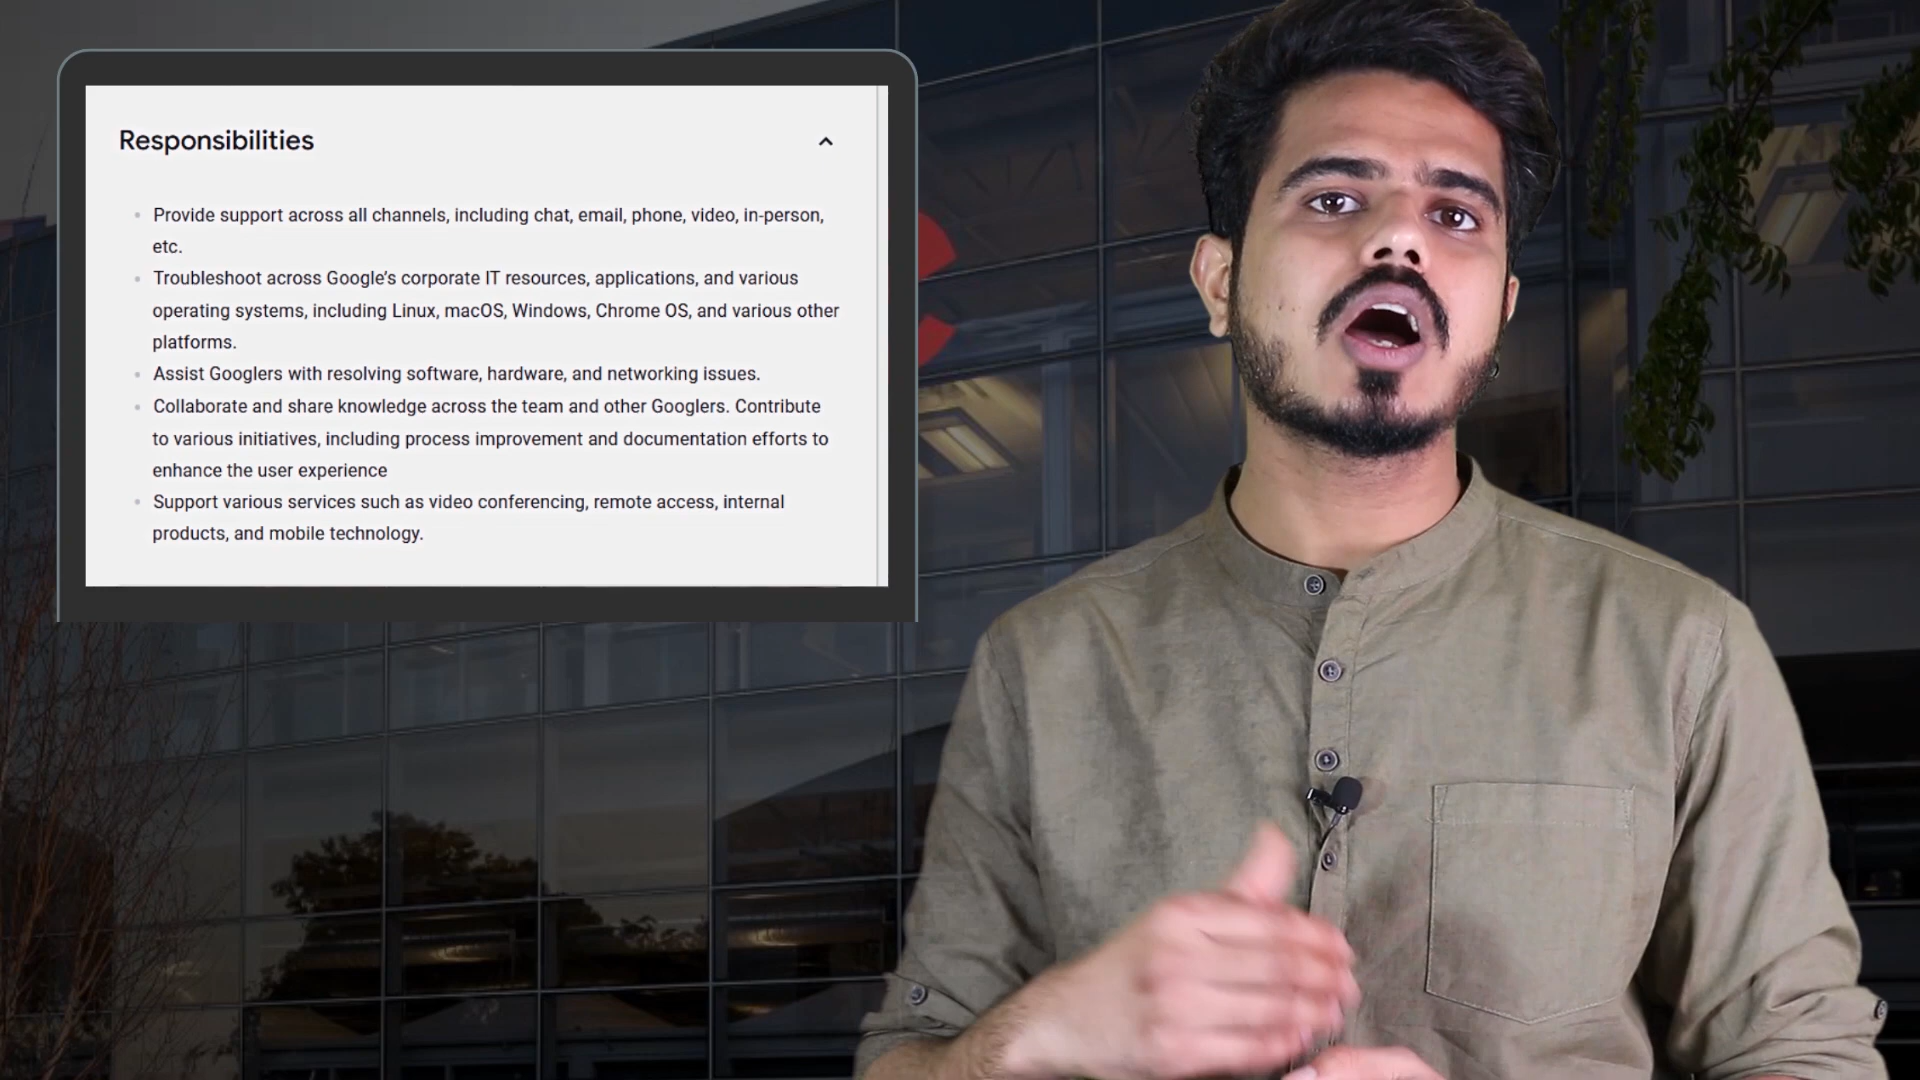 Responsibilities
Provide support across all channels, including chat, email, phone, video, in-person,
etc.
Troubleshoot across Google’s corporate IT resources, applications, and various
operating systems, including Linux, macOS, Windows, Chrome OS, and various other
platforms.
Assist Googlers with resolving software, hardware, and networking issues.
Collaborate and share knowledge across the team and other Googlers. Contribute
to various initiatives, including process improvement and documentation efforts to
enhance the user experience
Support various services such as video conferencing, remote access, internal
products, and mobile technology.